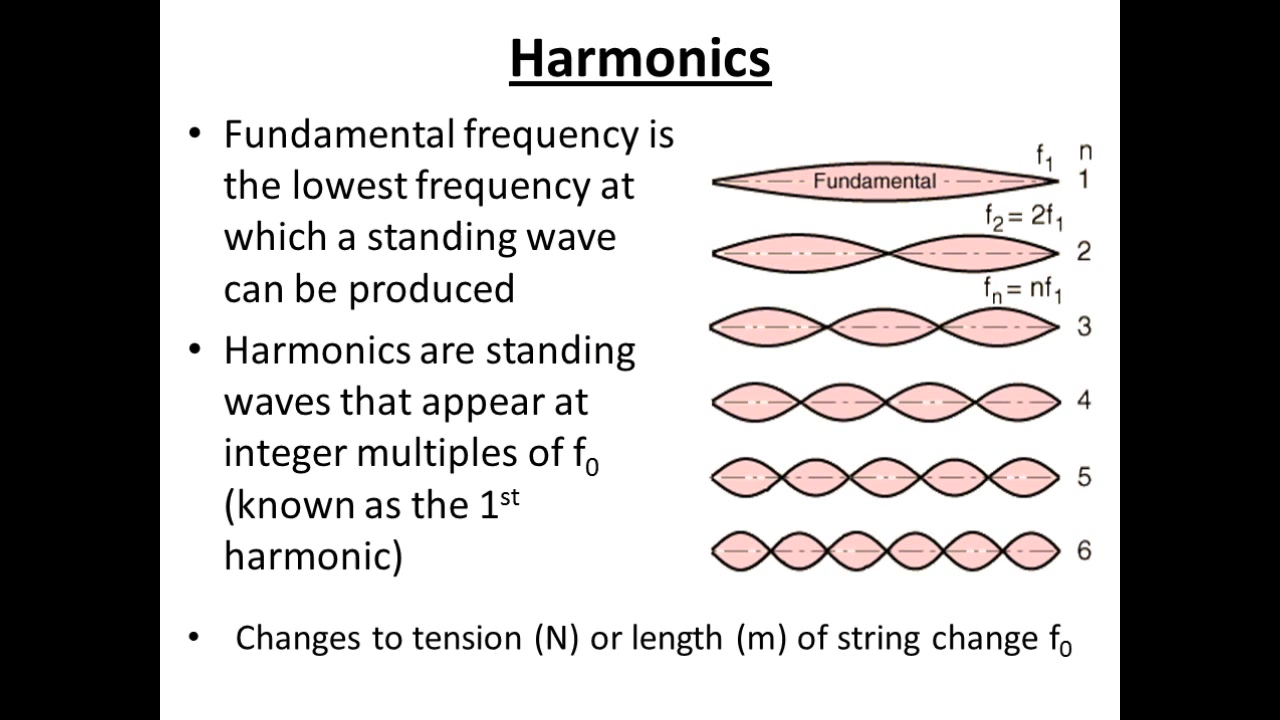 Harmonics
• Fundamental frequency is
the lowest frequency at
which a standing wave
can be produced
• Harmonics are standing
waves that appear at
integer multiples of f₀
(known as the 1ˢᵗ
harmonic)
f₁ n
Fundamental 1
f₂ = 2f₁
2
fₙ = nf₁
3
4
5
6
• Changes to tension (N) or length (m) of string change f₀